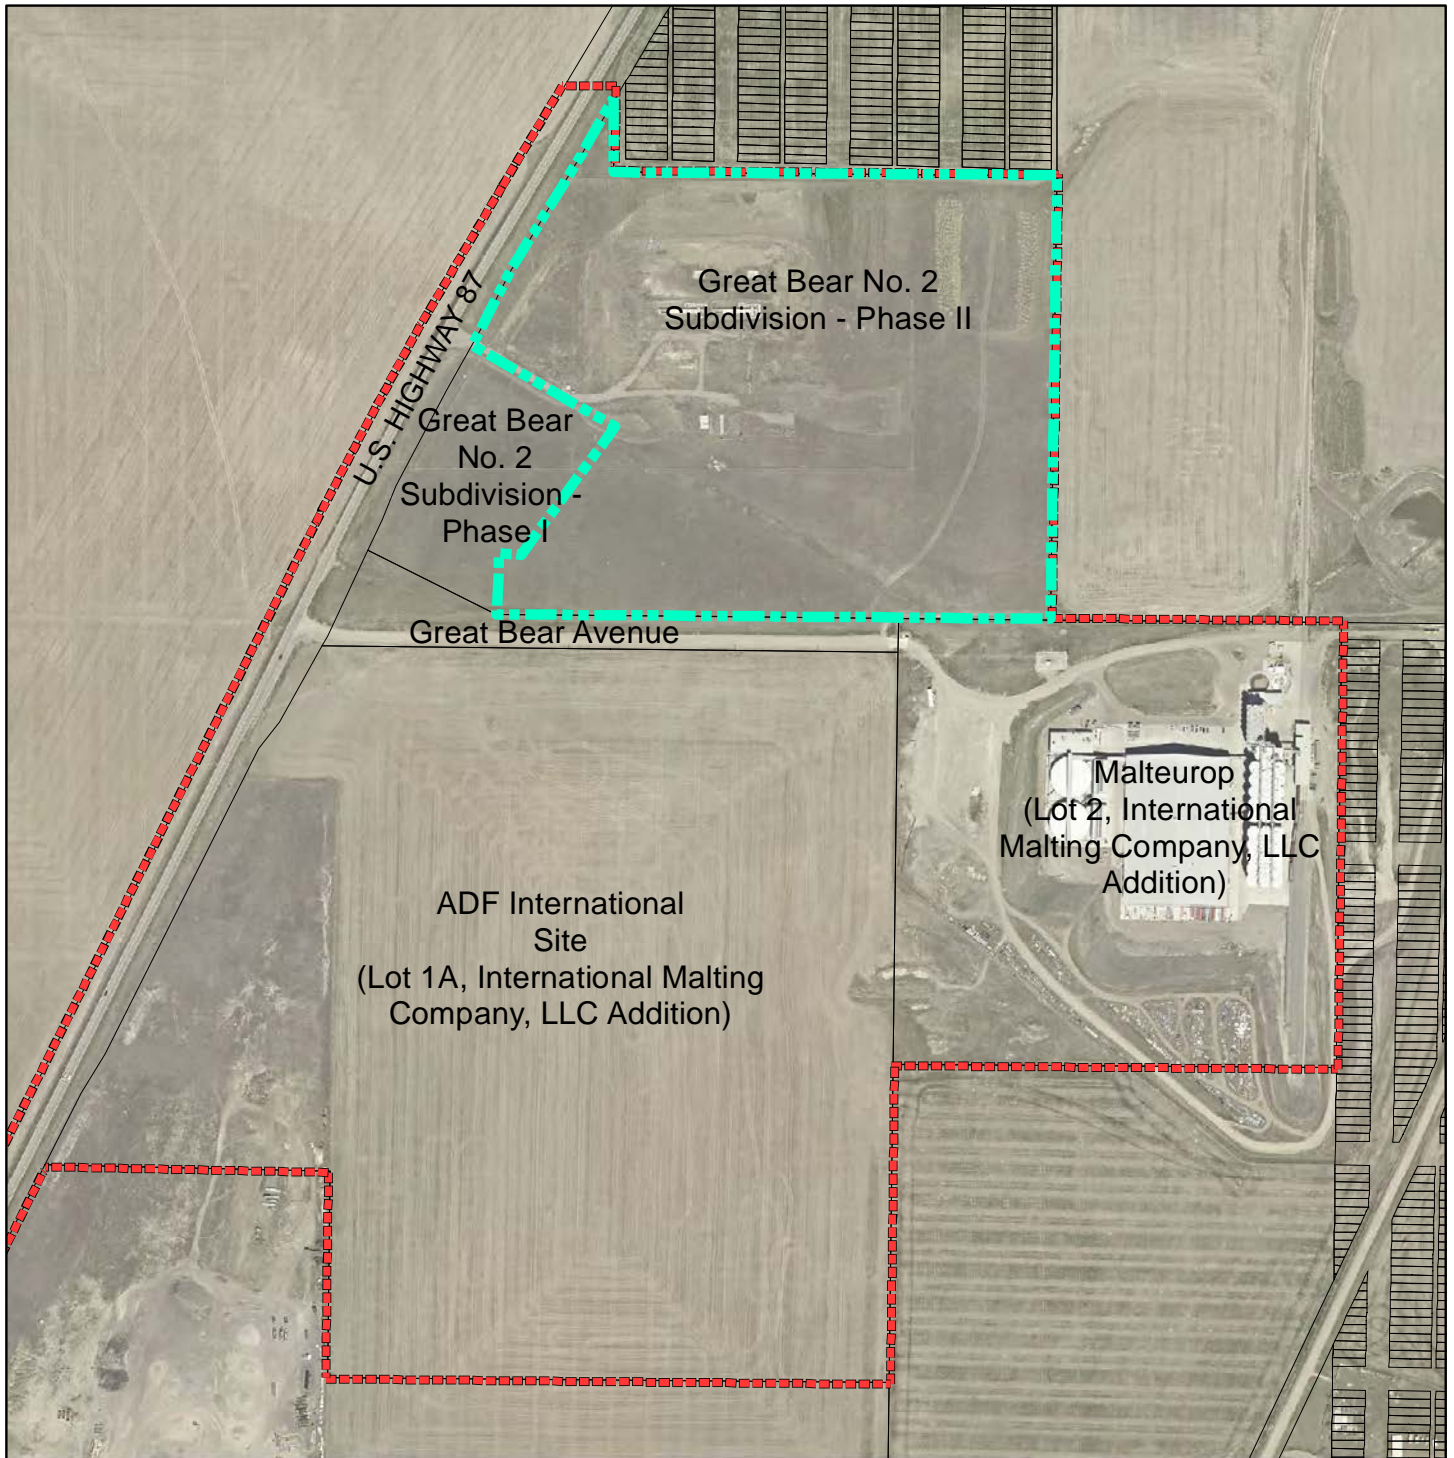 Great Bear No. 2
Subdivision - Phase II
U.S. HIGHWAY 87
Great Bear
No. 2
Subdivision -
Phase I
Great Bear Avenue
Malteurop
(Lot 2, International
Malting Company, LLC
Addition)
ADF International
Site
(Lot 1A, International Malting
Company, LLC Addition)